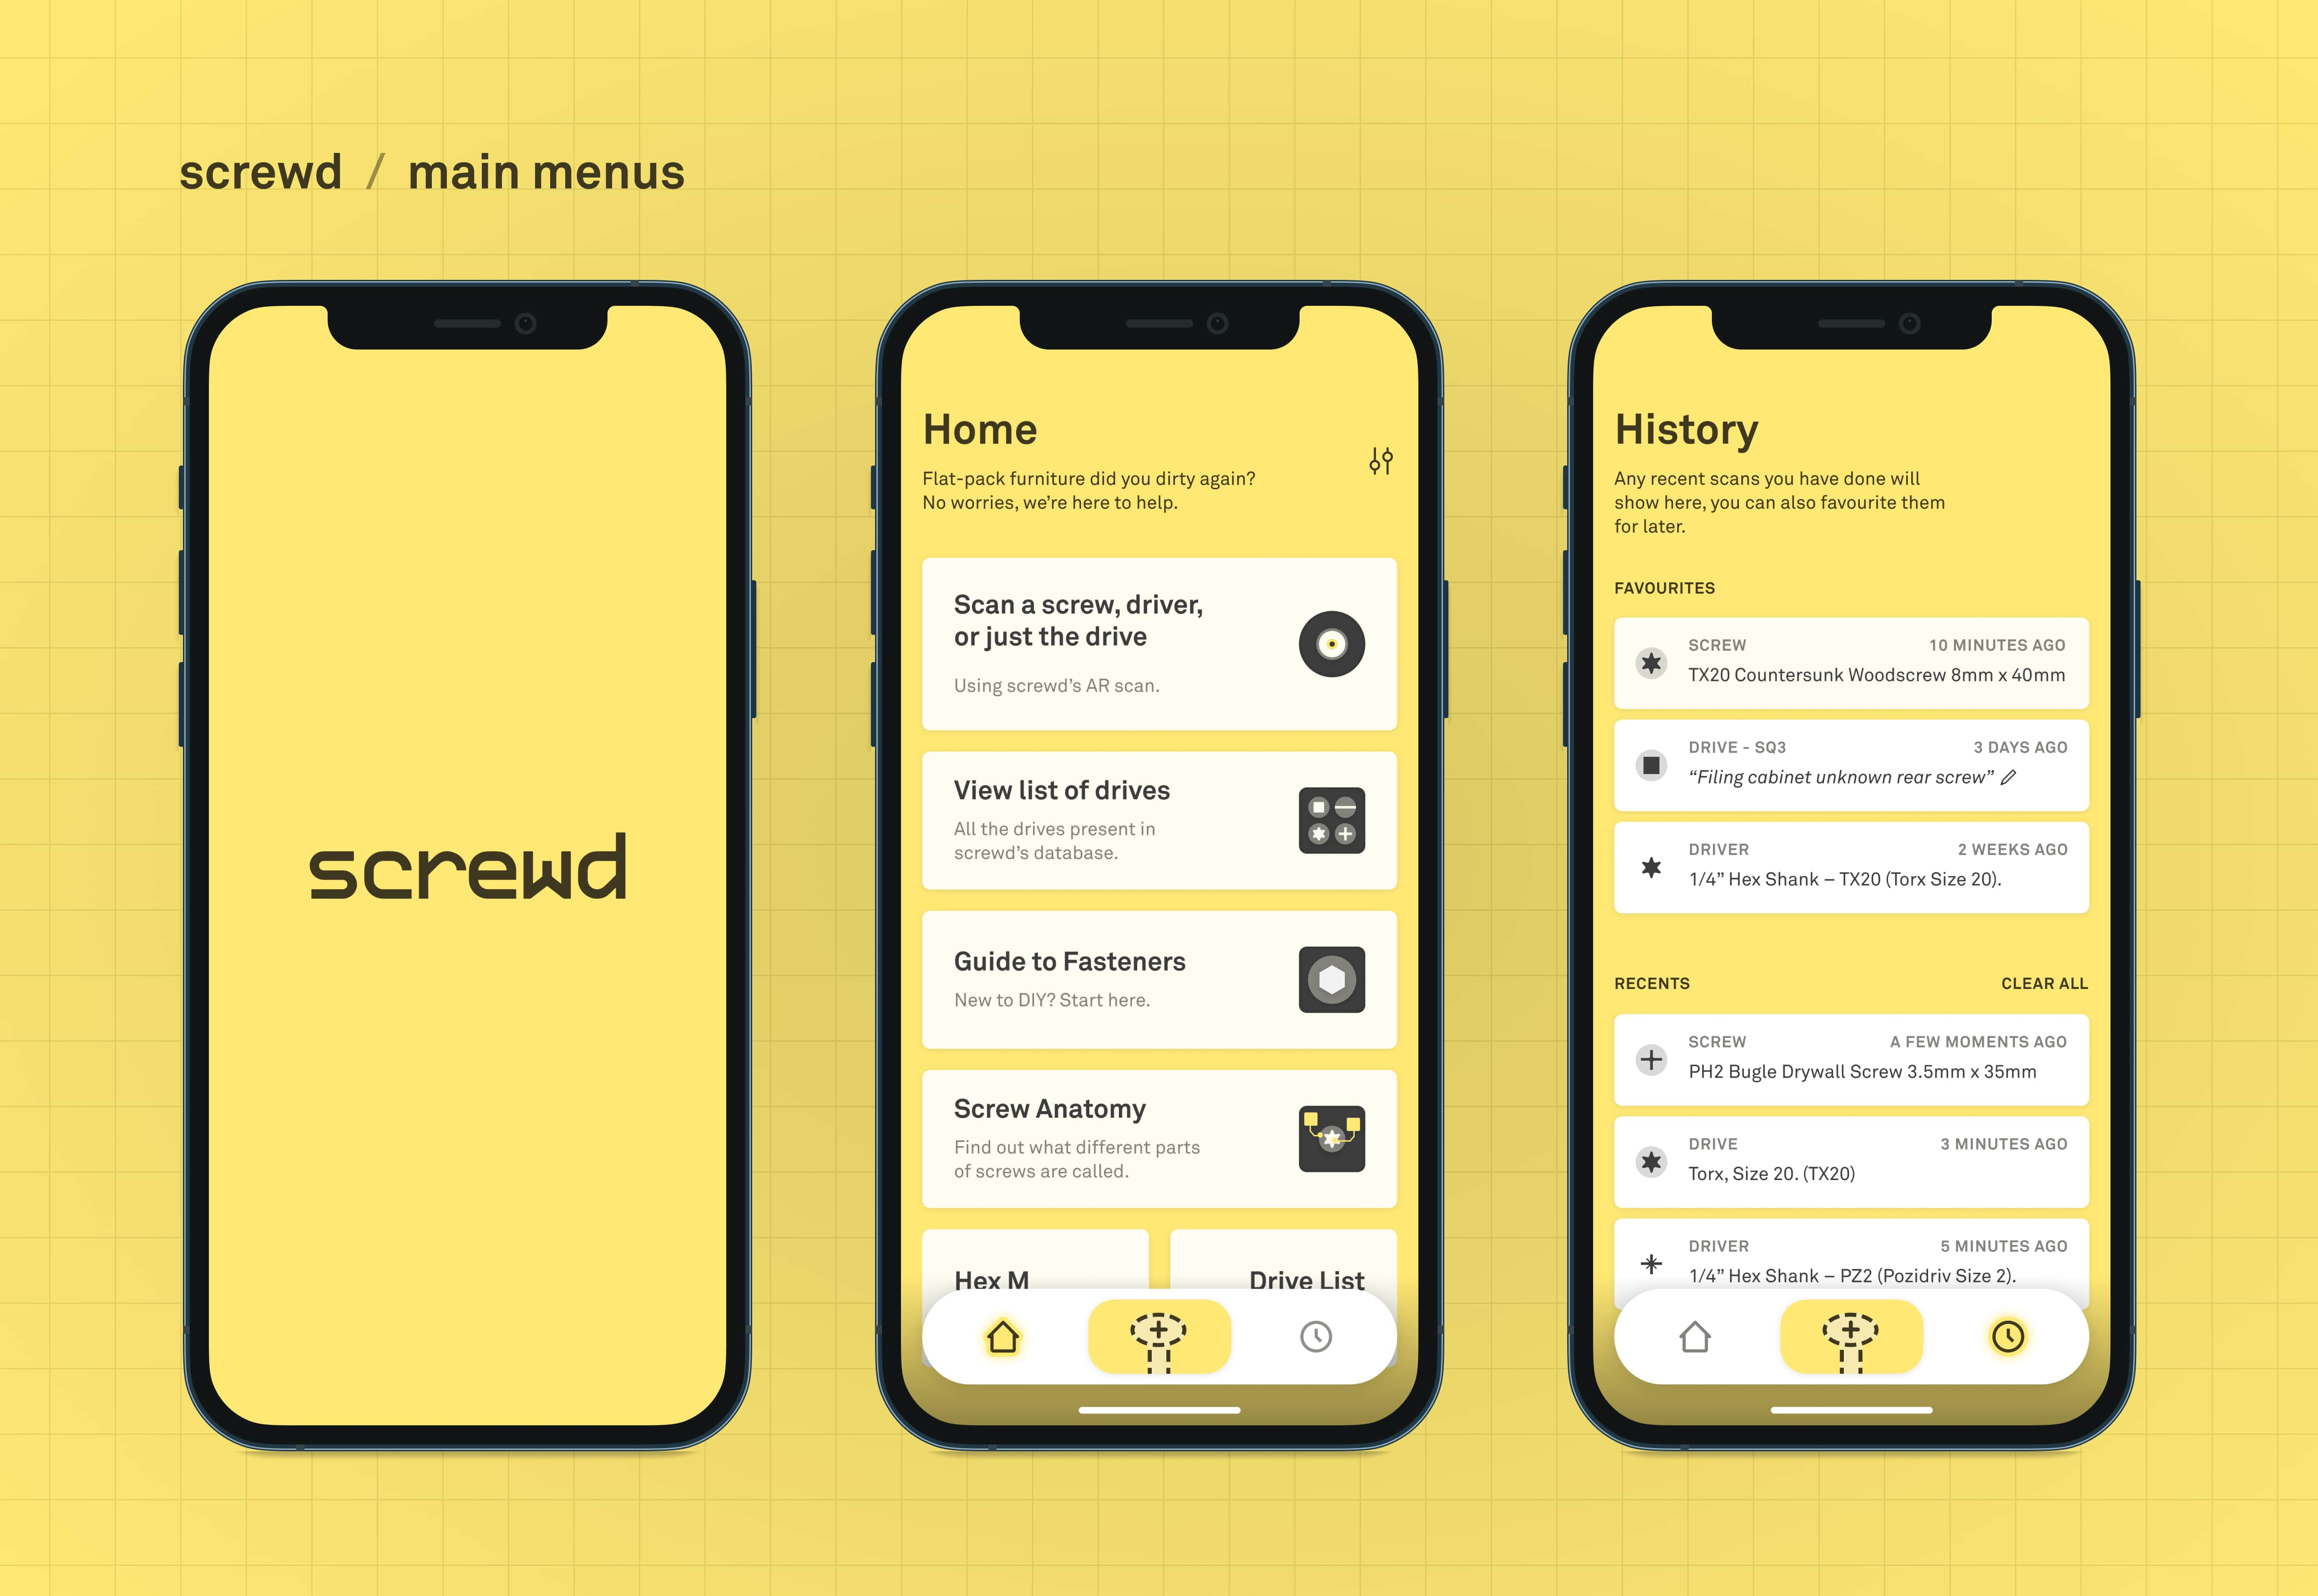 screwd / main menus
screwd
Home
Flat-pack furniture did you dirty again?
No worries, we’re here to help.
Scan a screw, driver,
or just the drive
Using screwd’s AR scan.
View list of drives
All the drives present in
screwd’s database.
Guide to Fasteners
New to DIY? Start here.
Screw Anatomy
Find out what different parts
of screws are called.
Hex M
Drive List
History
Any recent scans you have done will
show here, you can also favourite them
for later.
FAVOURITES
SCREW 10 MINUTES AGO
TX20 Countersunk Woodscrew 8mm x 40mm
DRIVE - SQ3 3 DAYS AGO
“Filing cabinet unknown rear screw”
DRIVER 2 WEEKS AGO
1/4” Hex Shank – TX20 (Torx Size 20).
RECENTS CLEAR ALL
SCREW A FEW MOMENTS AGO
PH2 Bugle Drywall Screw 3.5mm x 35mm
DRIVE 3 MINUTES AGO
Torx, Size 20. (TX20)
DRIVER 5 MINUTES AGO
1/4” Hex Shank – PZ2 (Pozidriv Size 2).